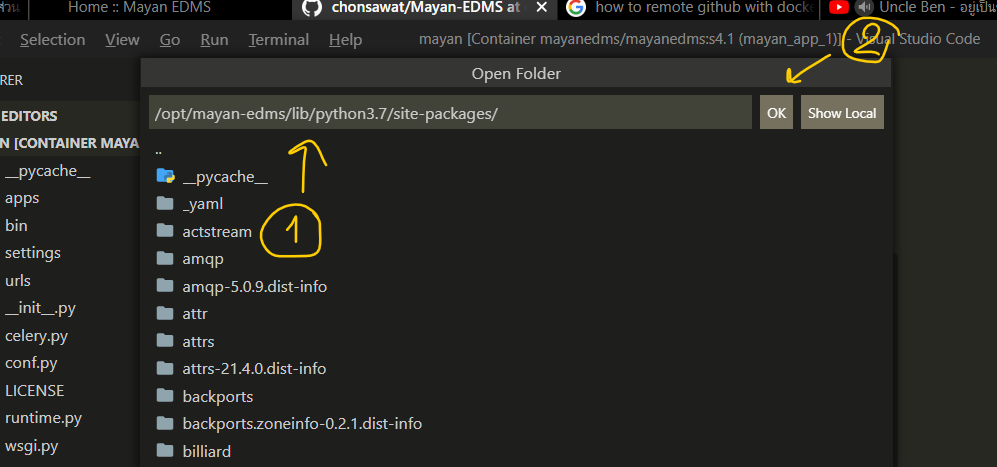 ส่วน
Home :: Mayan EDMS
chonsawat/Mayan-EDMS at
how to remote github with docke
Uncle Ben - อยู่เป็น
Selection View Go Run Terminal Help
mayan [Container mayanedms/mayanedms:s4.1 (mayan_app_1)] - Visual Studio Code
2
RER
Open Folder
EDITORS
/opt/mayan-edms/lib/python3.7/site-packages/
OK
Show Local
N [CONTAINER MAYA
..
__pycache__
__pycache__
apps
_yaml
bin
actstream
1
settings
amqp
urls
amqp-5.0.9.dist-info
__init__.py
attr
celery.py
attrs
conf.py
attrs-21.4.0.dist-info
LICENSE
backports
runtime.py
backports.zoneinfo-0.2.1.dist-info
wsgi.py
billiard